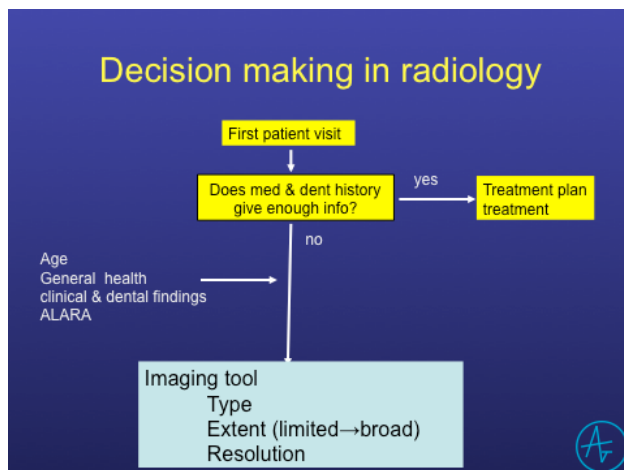 Decision making in radiology
First patient visit
Does med & dent history
give enough info?
yes
Treatment plan
treatment
no
Age
General health
clinical & dental findings
ALARA
Imaging tool
Type
Extent (limited→broad)
Resolution